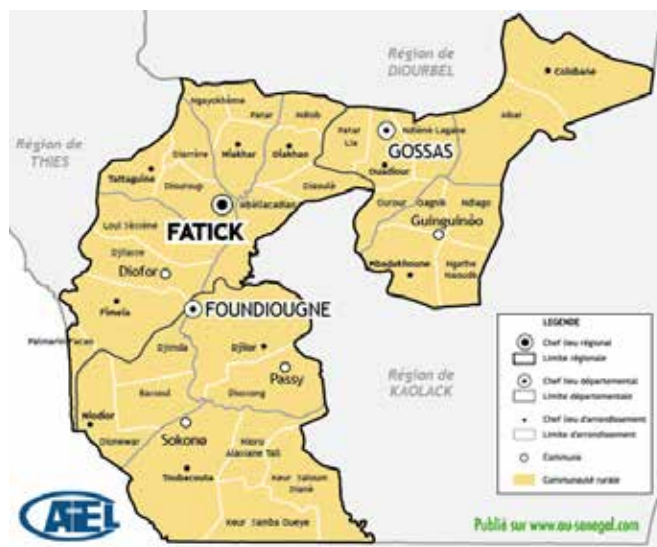 Région de
DIOURBEL
Colobane
Ngayokhème
Patar
Ndiob
Mbar
Région de
THIES
Patar
Lia
Ndiène Lagane
GOSSAS
Diarrère
Niakhar
Diakhao
Ouadiour
Tattaguine
Diouroup
Diaoulé
Mbéllacadiao
Ourour
Gagnik
Ndiago
FATICK
Guinguinéo
Loul Séssène
Djilasse
Diofor
Mbadakhoune
Ngathe
Naoudé
Fimela
FOUNDIOUGNE
Palmarin Facao
Djirnda
Djilor
Passy
Région de
KAOLACK
Bassoul
Diossong
Niodior
Dionewar
Sokone
Nioro
Alassane Tall
Toubacouta
Keur Saloum
Diané
Keur Samba Gueye
LEGENDE
Chef lieu régional
Limite régionale
Chef lieu départemental
Limite départementale
Chef lieu d'arrondissement
Limite d'arrondissement
Commune
Communauté rurale
Publié sur www.au-senegal.com